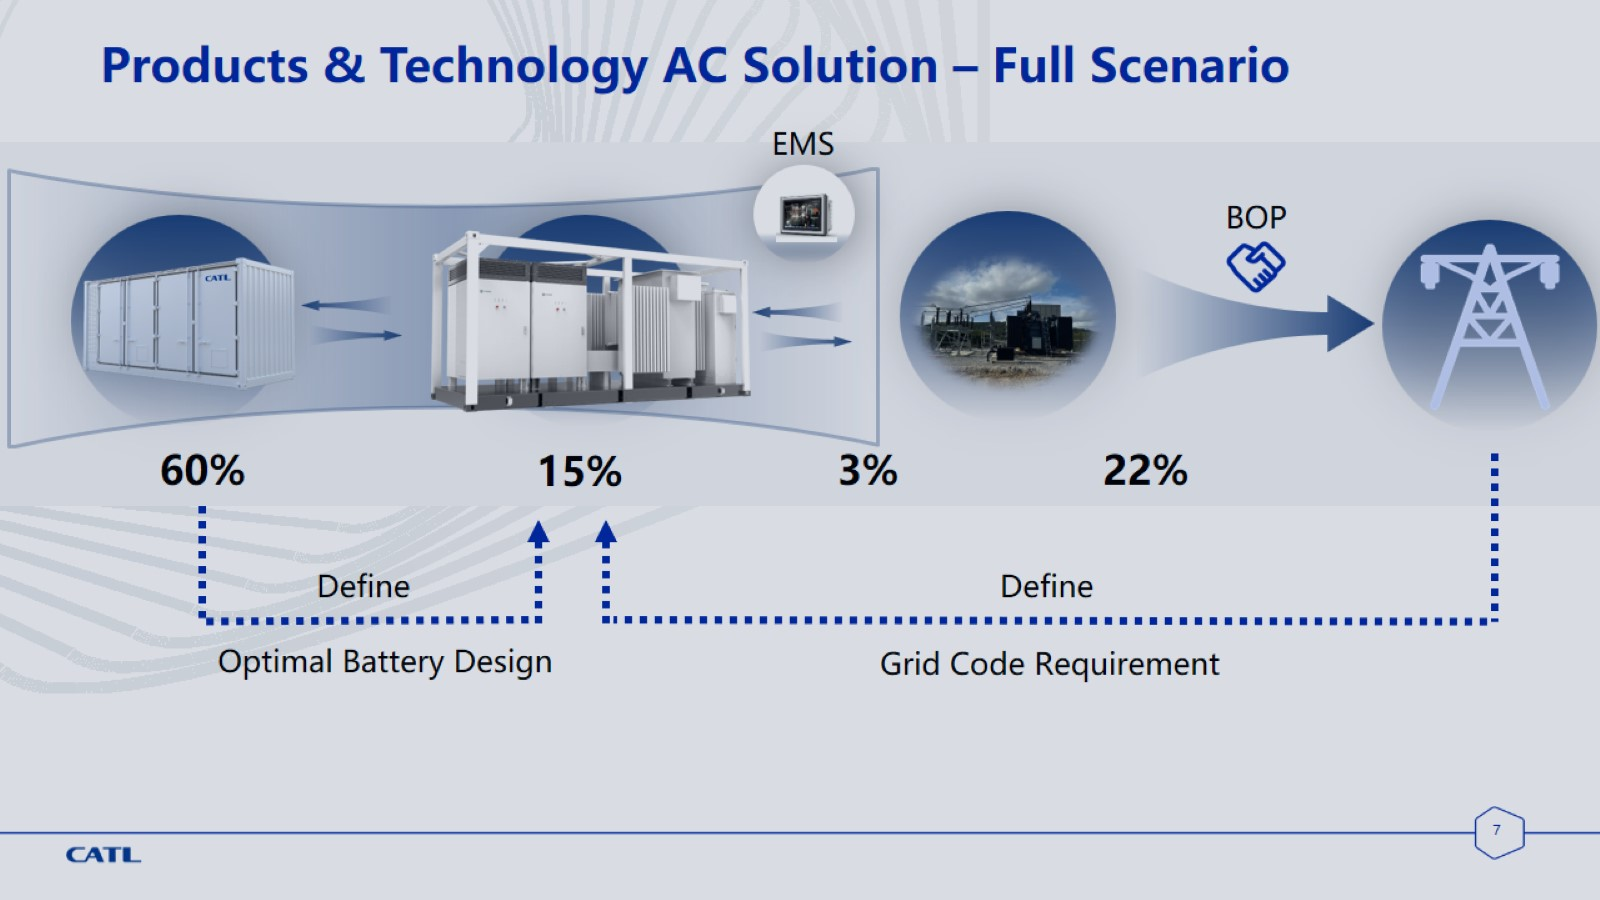 Products & Technology AC Solution – Full Scenario
EMS
BOP
CATL
60%
15%
3%
22%
Define
Define
Optimal Battery Design
Grid Code Requirement
7
CATL